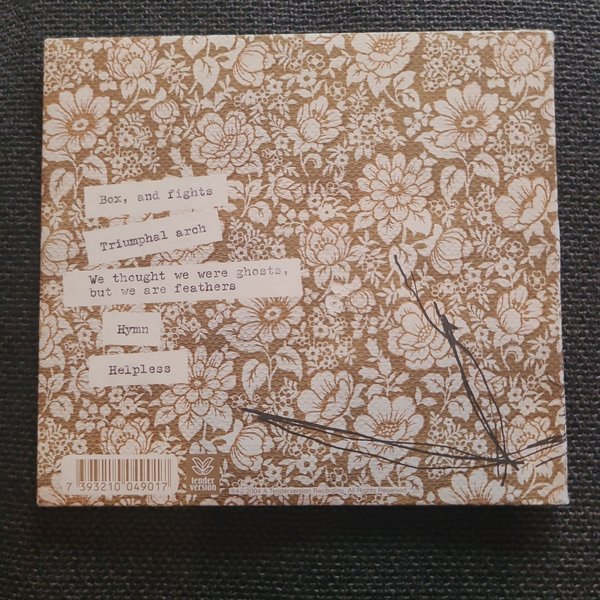 Box, and fights
Triumphal arch
We thought we were ghosts,
but we are feathers
Hymn
Helpless
7 393210 049017
tender
version
℗&© 2004 A Tenderversion Recording. All Rights Reserved